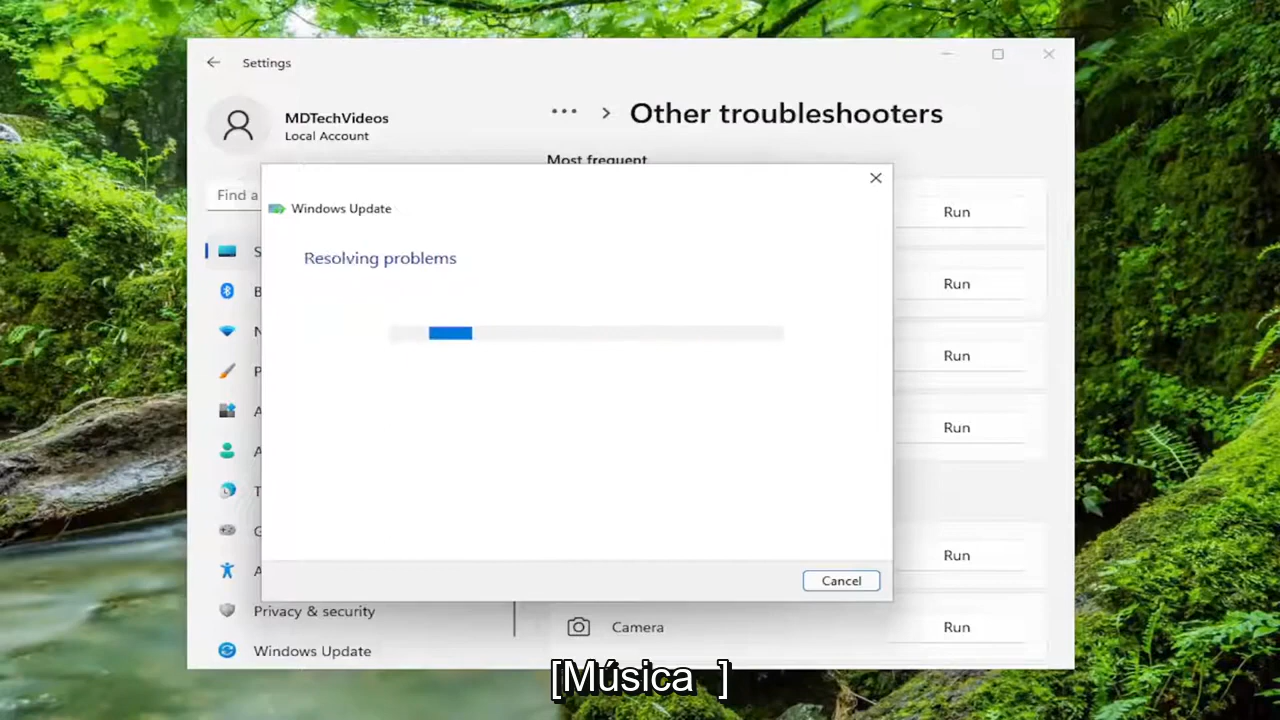 Settings
MDTechVideos
Local Account
Other troubleshooters
Most frequent
Find a
Windows Update
Resolving problems
Cancel
Run
Run
Run
Run
Run
Camera
Run
S
B
N
P
A
A
T
G
A
Privacy & security
Windows Update
[Música ]